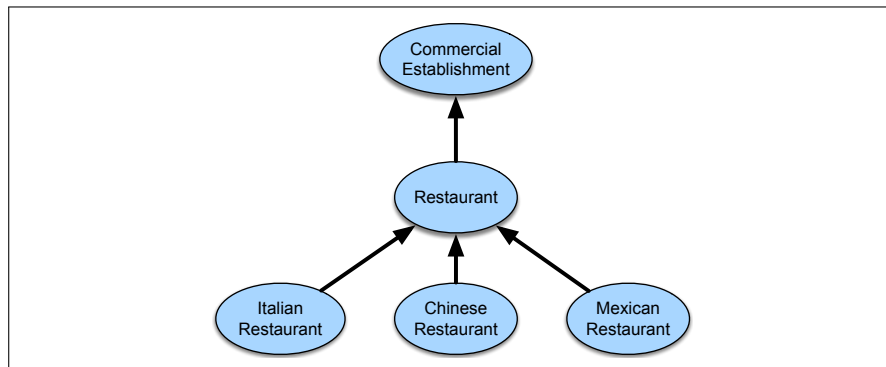 Commercial
Establishment
Restaurant
Italian
Restaurant
Chinese
Restaurant
Mexican
Restaurant